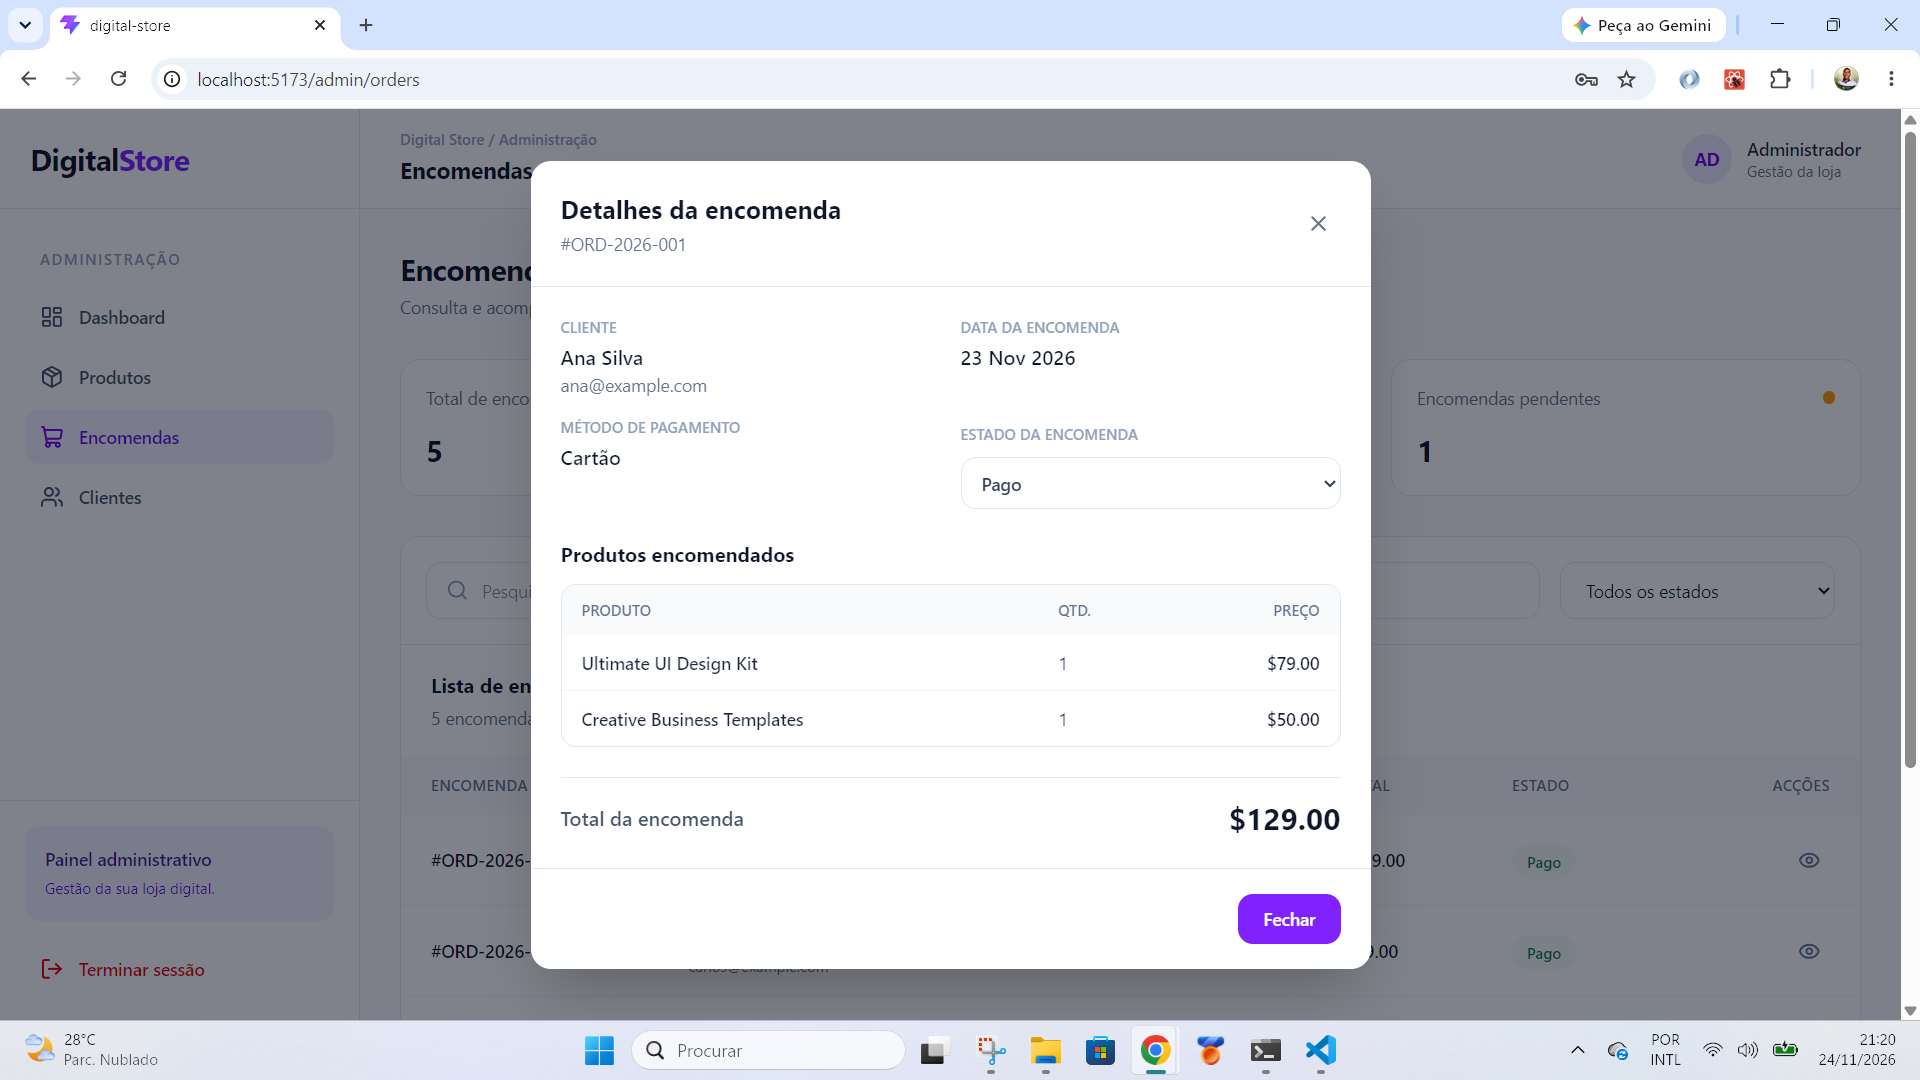 digital-store
Peça ao Gemini
localhost:5173/admin/orders
DigitalStore
Digital Store / Administração
Encomendas
AD
Administrador
Gestão da loja
ADMINISTRAÇÃO
Dashboard
Produtos
Encomendas
Clientes
Painel administrativo
Gestão da sua loja digital.
Terminar sessão
Total de enco
5
Encomendas pendentes
1
Todos os estados
Lista de en
ENCOMENDA
ESTADO
ACÇÕES
#ORD-2026-
9.00
Pago
#ORD-2026-
.00
Pago
carlos@example.com
Detalhes da encomenda
#ORD-2026-001
CLIENTE
Ana Silva
ana@example.com
DATA DA ENCOMENDA
23 Nov 2026
MÉTODO DE PAGAMENTO
Cartão
ESTADO DA ENCOMENDA
Pago
Produtos encomendados
PRODUTO QTD. PREÇO
Ultimate UI Design Kit 1 $79.00
Creative Business Templates 1 $50.00
Total da encomenda $129.00
Fechar
28°C
Parc. Nublado
Procurar
POR
INTL
21:20
24/11/2026